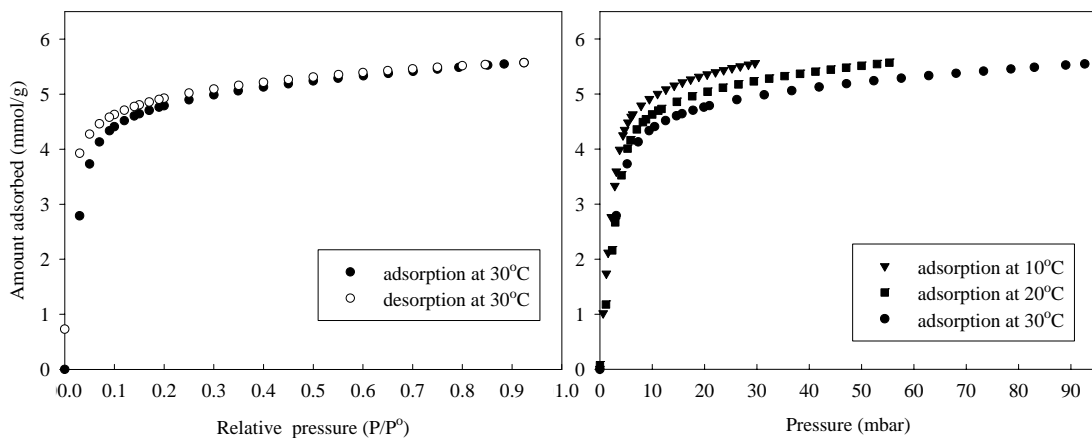 Amount adsorbed (mmol/g)
6
5
4
3
2
1
0
adsorption at 30°C
desorption at 30°C
0.0 0.1 0.2 0.3 0.4 0.5 0.6 0.7 0.8 0.9 1.0
Relative pressure (P/P°)
6
5
4
3
2
1
0
adsorption at 10°C
adsorption at 20°C
adsorption at 30°C
0 10 20 30 40 50 60 70 80 90
Pressure (mbar)